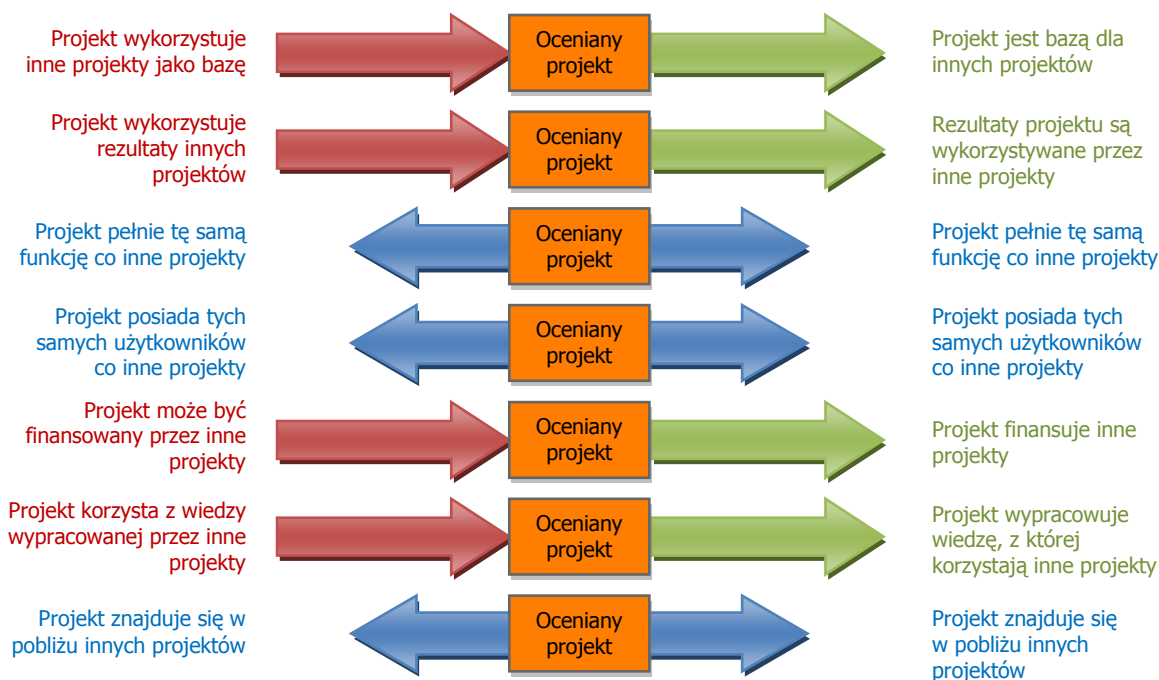 Projekt wykorzystuje
inne projekty jako bazę
Oceniany
projekt
Projekt jest bazą dla
innych projektów
Projekt wykorzystuje
rezultaty innych
projektów
Oceniany
projekt
Rezultaty projektu są
wykorzystywane przez
inne projekty
Projekt pełnie tę samą
funkcję co inne projekty
Oceniany
projekt
Projekt pełnie tę samą
funkcję co inne projekty
Projekt posiada tych
samych użytkowników
co inne projekty
Oceniany
projekt
Projekt posiada tych
samych użytkowników
co inne projekty
Projekt może być
finansowany przez inne
projekty
Oceniany
projekt
Projekt finansuje inne
projekty
Projekt korzysta z wiedzy
wypracowanej przez inne
projekty
Oceniany
projekt
Projekt wypracowuje
wiedzę, z której
korzystają inne projekty
Projekt znajduje się w
pobliżu innych projektów
Oceniany
projekt
Projekt znajduje się
w pobliżu innych
projektów